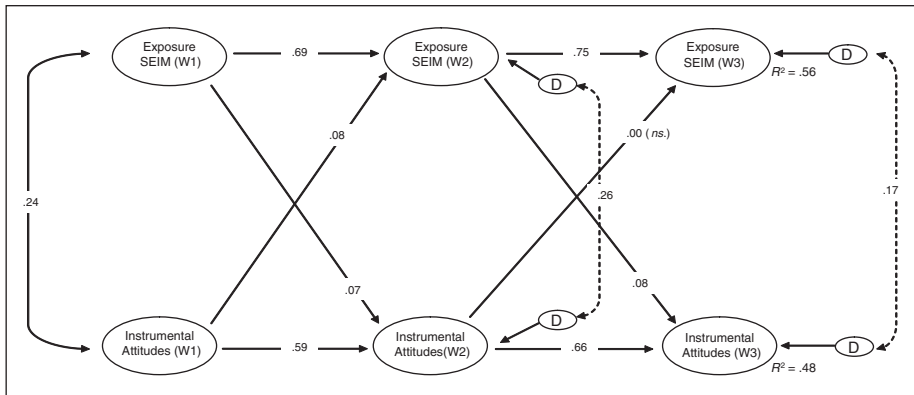 Exposure
SEIM (W1)
.69
Exposure
SEIM (W2)
.75
Exposure
SEIM (W3)
D
R² = .56
D
.08
.00 (ns.)
.24
.26
.17
.07
.08
D
Instrumental
Attitudes (W1)
.59
Instrumental
Attitudes(W2)
.66
Instrumental
Attitudes (W3)
D
R² = .48